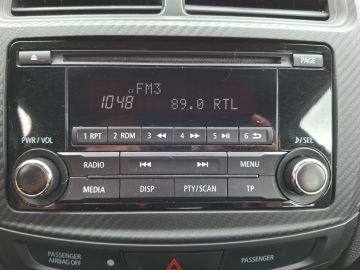 PAGE
FM3
1048 89.0 RTL
PWR/VOL
1 RPT 2 RDM 3 4 5 6
♪/SEL
RADIO MENU
MEDIA DISP PTY/SCAN TP
PASSENGER
AIRBAG OFF
PASSENGER